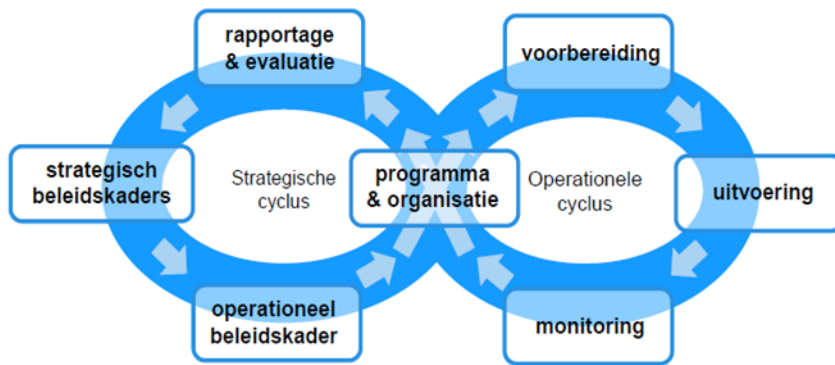 rapportage
& evaluatie
voorbereiding
strategisch
beleidskaders
Strategische
cyclus
programma
& organisatie
Operationele
cyclus
uitvoering
operationeel
beleidskader
monitoring